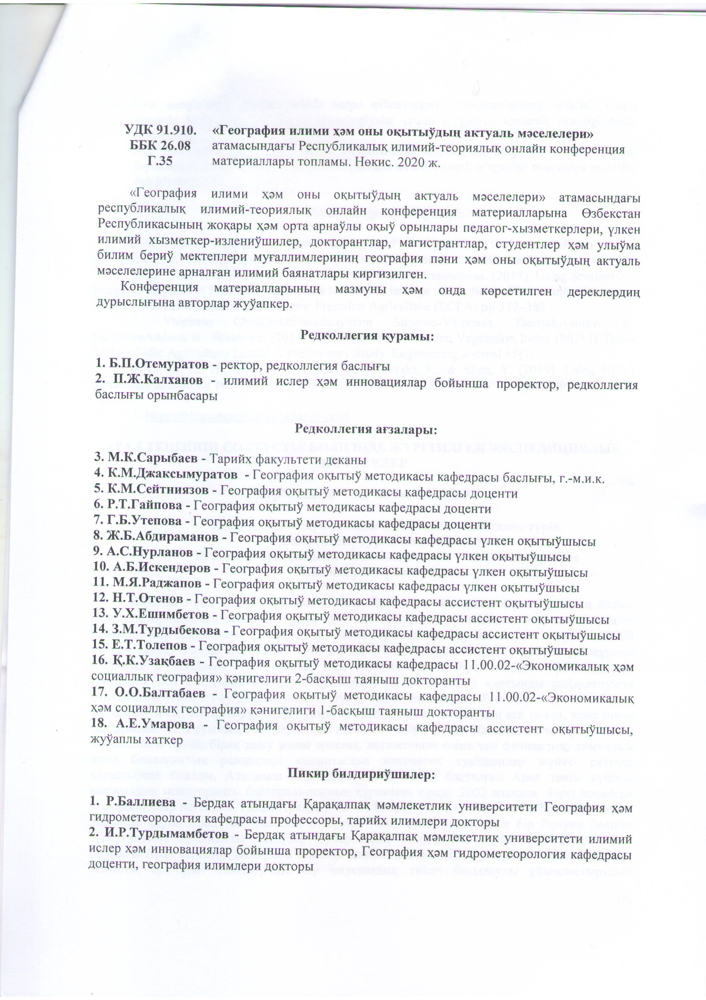 УДК 91.910. «География илими ҳәм оны оқытыўдың актуаль мәселелери»
ББК 26.08 атамасындағы Республикалық илимий-теориялық онлайн конференция
Г.35 материаллары топламы. Нөкис. 2020 ж.
«География илими ҳәм оны оқытыўдың актуаль мәселелери» атамасындағы
республикалық илимий-теориялық онлайн конференция материалларына Өзбекстан
Республикасының жоқары ҳәм орта арнаўлы оқыў орынлары педагог-хызметкерлери, үлкен
илимий хызметкер-излениўшилер, докторантлар, магистрантлар, студентлер ҳәм улыўма
билим бериў мектеплери муғаллимлериниң география пәни ҳәм оны оқытыўдың актуаль
мәселелерине арналған илимий баянатлары киргизилген.
Конференция материалларының мазмуны ҳәм онда көрсетилген дереклердиң
дурыслығына авторлар жуўапкер.
Редколлегия қурамы:
1. Б.П.Отемуратов - ректор, редколлегия баслығы
2. П.Ж.Калханов - илимий ислер ҳәм инновациялар бойынша проректор, редколлегия
баслығы орынбасары
Редколлегия ағзалары:
3. М.К.Сарыбаев - Тарийх факультети деканы
4. К.М.Джаксымуратов - География оқытыў методикасы кафедрасы баслығы, г.-м.и.к.
5. К.М.Сейтниязов - География оқытыў методикасы кафедрасы доценти
6. Р.Т.Гайпова - География оқытыў методикасы кафедрасы доценти
7. Г.Б.Утепова - География оқытыў методикасы кафедрасы доценти
8. Ж.Б.Абдираманов - География оқытыў методикасы кафедрасы үлкен оқытыўшысы
9. А.С.Нурланов - География оқытыў методикасы кафедрасы үлкен оқытыўшысы
10. А.Б.Искендеров - География оқытыў методикасы кафедрасы үлкен оқытыўшысы
11. М.Я.Раджапов - География оқытыў методикасы кафедрасы үлкен оқытыўшысы
12. Н.Т.Отенов - География оқытыў методикасы кафедрасы ассистент оқытыўшысы
13. У.Х.Ешимбетов - География оқытыў методикасы кафедрасы ассистент оқытыўшысы
14. З.М.Турдыбекова - География оқытыў методикасы кафедрасы ассистент оқытыўшысы
15. Е.Т.Толепов - География оқытыў методикасы кафедрасы ассистент оқытыўшысы
16. Қ.К.Узақбаев - География оқытыў методикасы кафедрасы 11.00.02-«Экономикалық ҳәм
социаллық география» қәнигелиги 2-басқыш таяныш докторанты
17. О.О.Балтабаев - География оқытыў методикасы кафедрасы 11.00.02-«Экономикалық
ҳәм социаллық география» қәнигелиги 1-басқыш таяныш докторанты
18. А.Е.Умарова - География оқытыў методикасы кафедрасы ассистент оқытыўшысы,
жуўаплы хаткер
Пикир билдириўшилер:
1. Р.Баллиева - Бердақ атындағы Қарақалпақ мәмлекетлик университети География ҳәм
гидрометеорология кафедрасы профессоры, тарийх илимлери докторы
2. И.Р.Турдымамбетов - Бердақ атындағы Қарақалпақ мәмлекетлик университети илимий
ислер ҳәм инновациялар бойынша проректор, География ҳәм гидрометеорология кафедрасы
доценти, география илимлери докторы